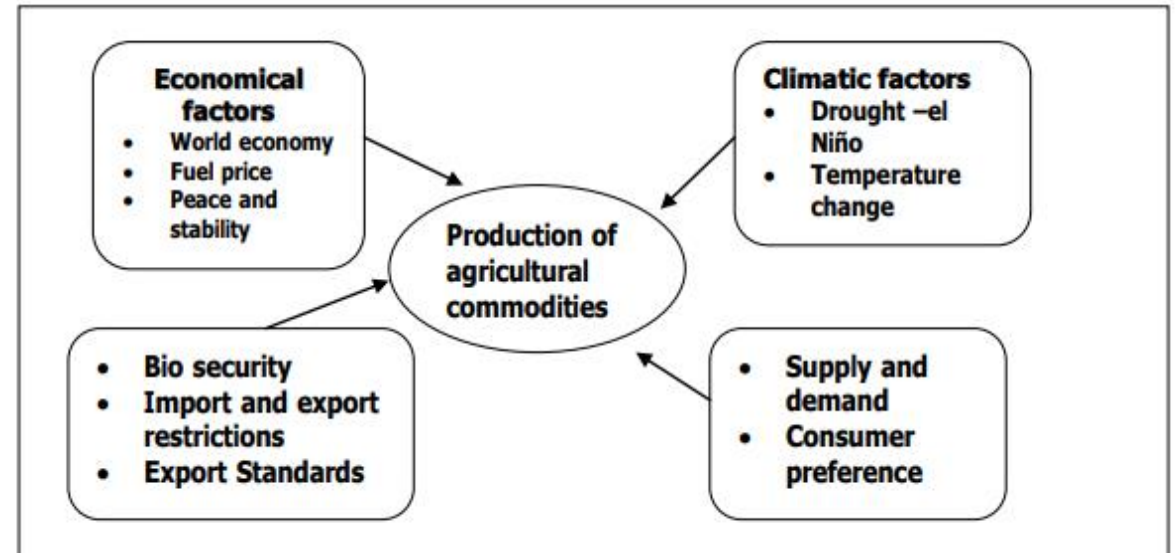 Economical
factors
• World economy
• Fuel price
• Peace and
stability
Climatic factors
• Drought –el
Niño
• Temperature
change
Production of
agricultural
commodities
• Bio security
• Import and export
restrictions
• Export Standards
• Supply and
demand
• Consumer
preference